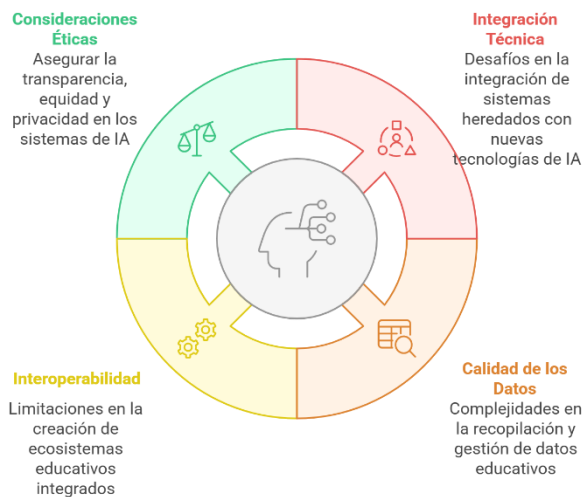 Consideraciones
Éticas
Asegurar la
transparencia,
equidad y
privacidad en los
sistemas de IA
Integración
Técnica
Desafíos en la
integración de
sistemas
heredados con
nuevas
tecnologías de IA
Interoperabilidad
Limitaciones en la
creación de
ecosistemas
educativos
integrados
Calidad de los
Datos
Complejidades en
la recopilación y
gestión de datos
educativos